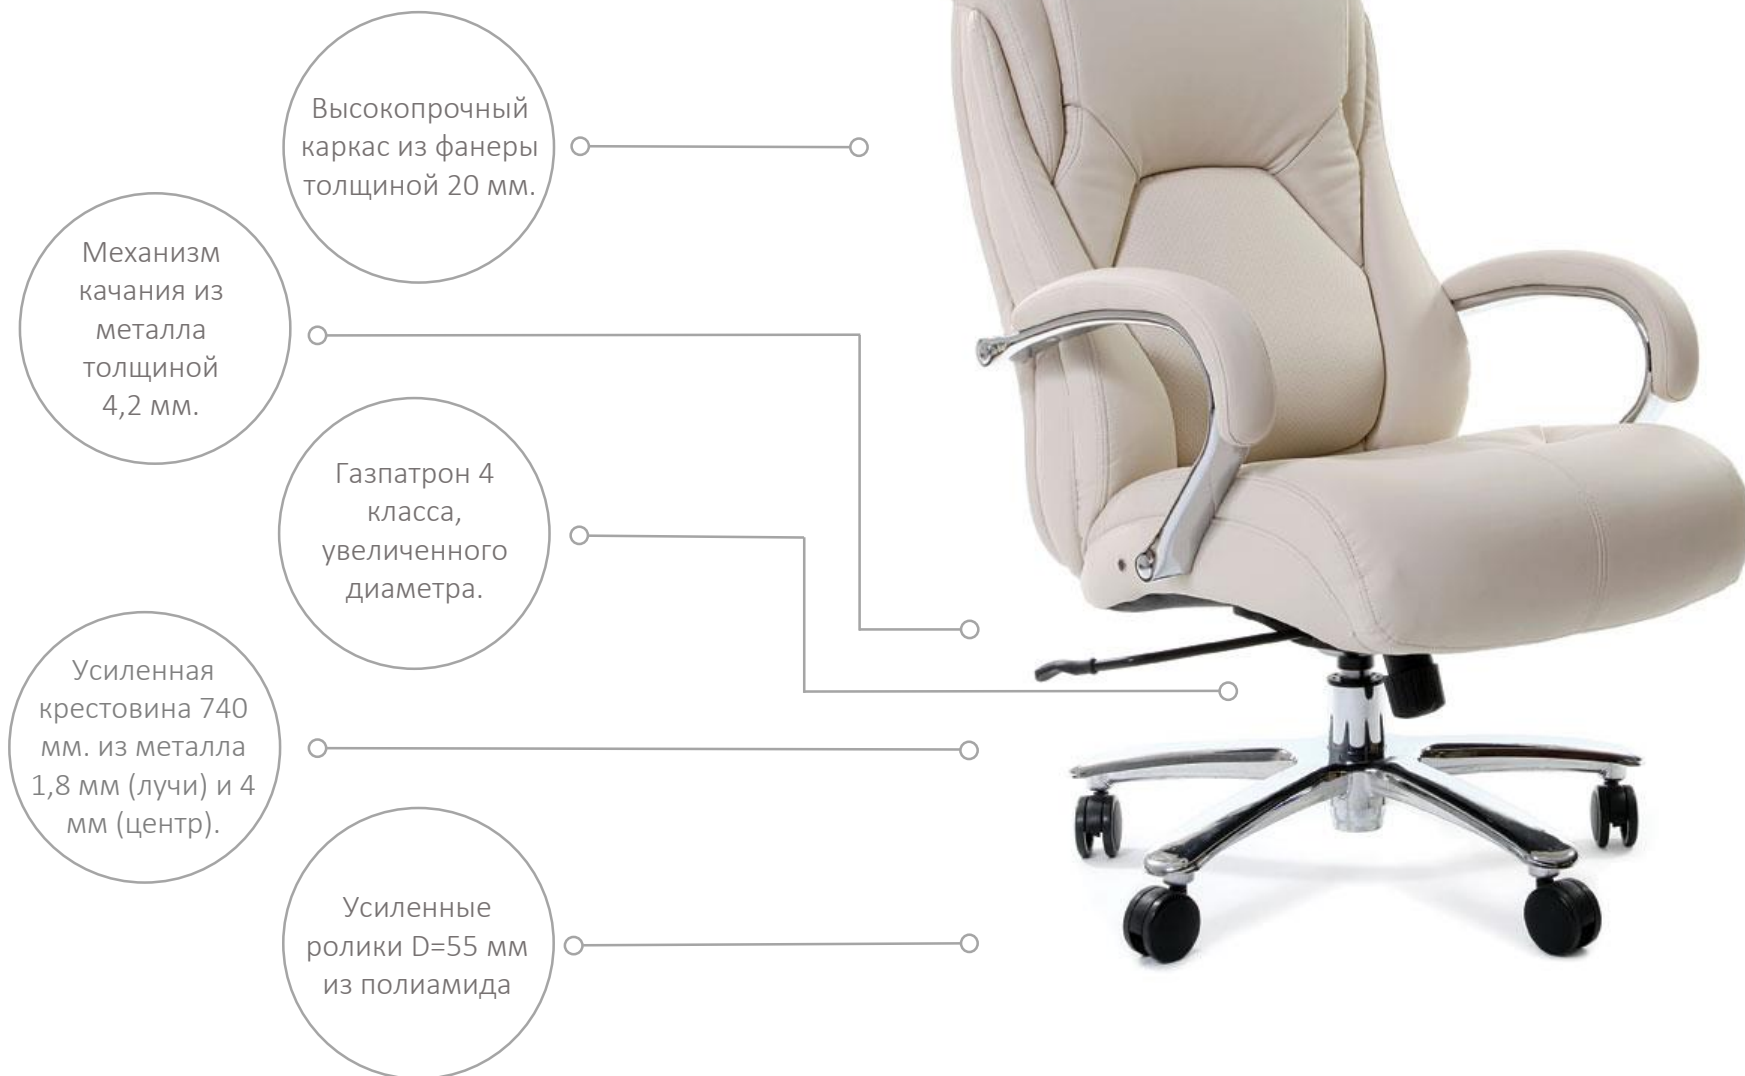 Высокопрочный
каркас из фанеры
толщиной 20 мм.
Механизм
качания из
металла
толщиной
4,2 мм.
Газпатрон 4
класса,
увеличенного
диаметра.
Усиленная
крестовина 740
мм. из металла
1,8 мм (лучи) и 4
мм (центр).
Усиленные
ролики D=55 мм
из полиамида